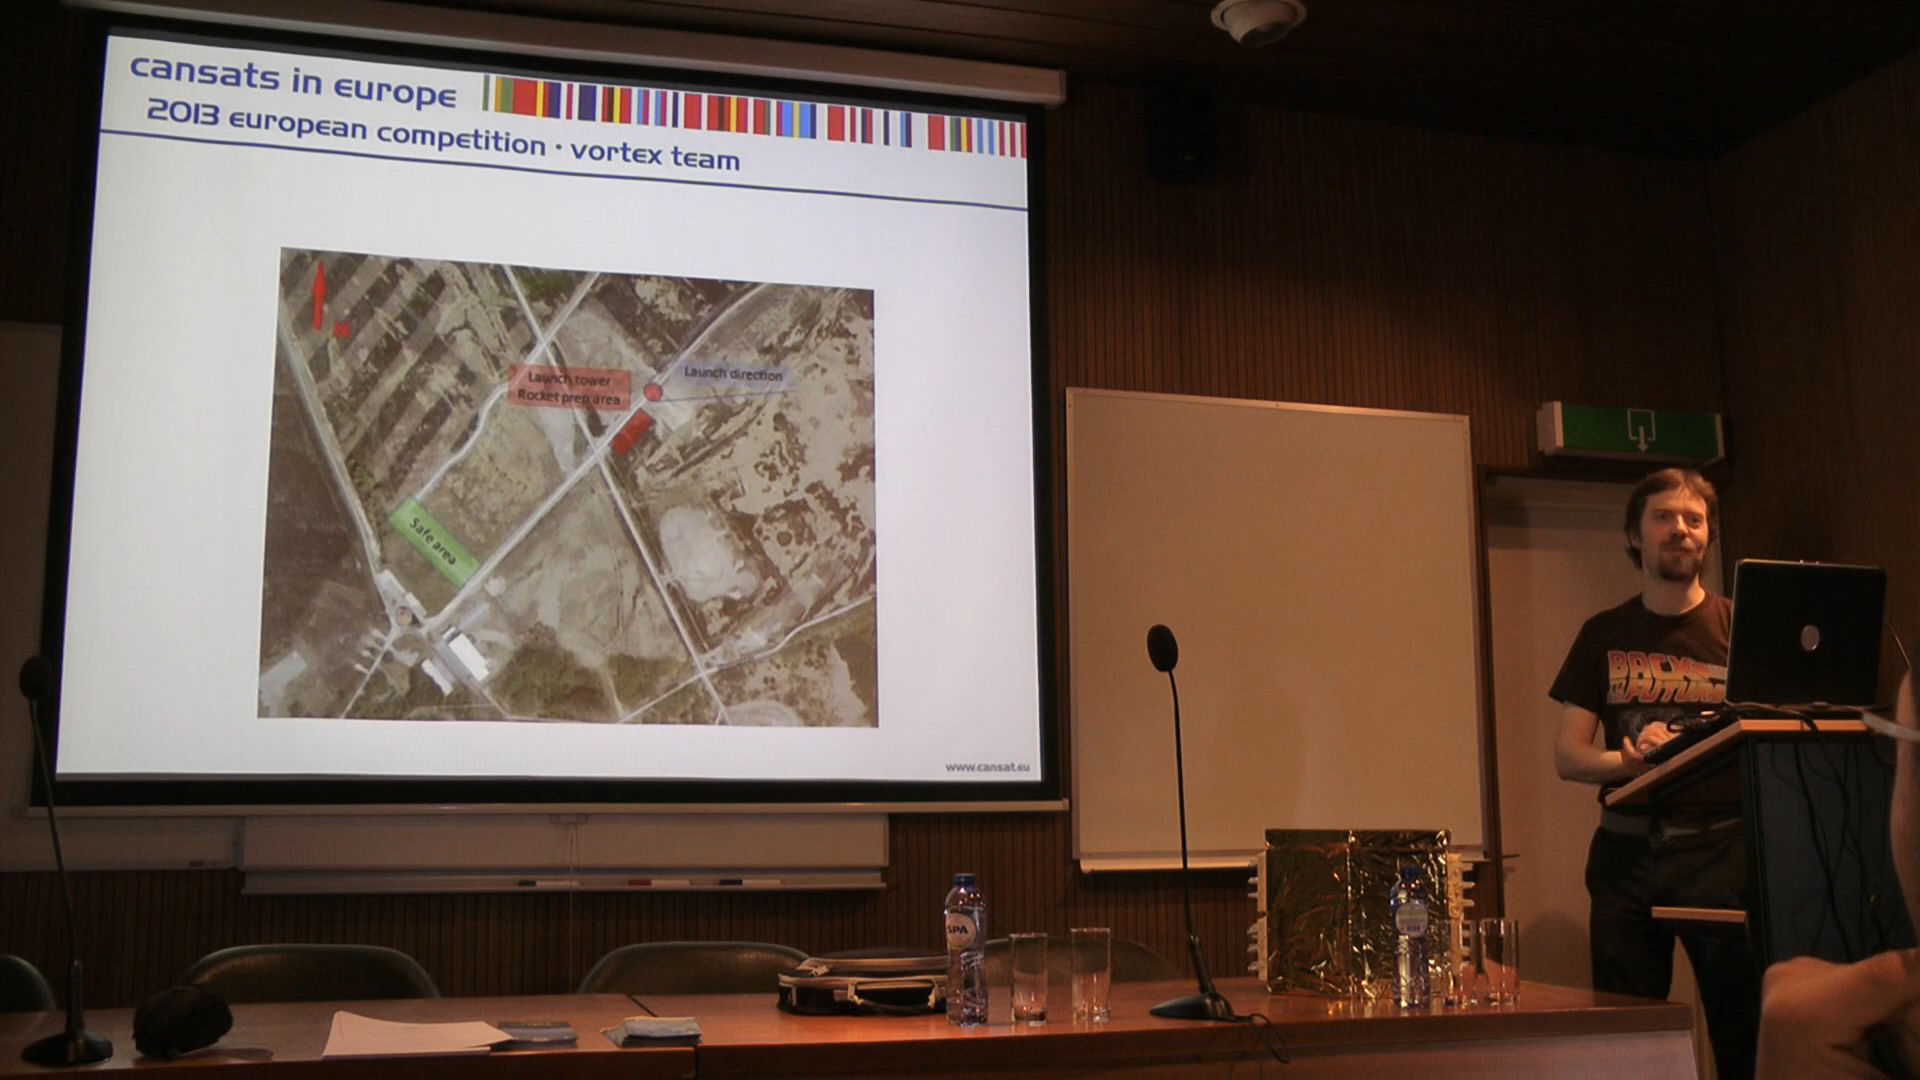 cansats in europe
2013 european competition · vortex team
N
Launch tower
Rocket prep area
Launch direction
Safe area
www.cansat.eu
BACK
TO THE
FUTURE
SPA